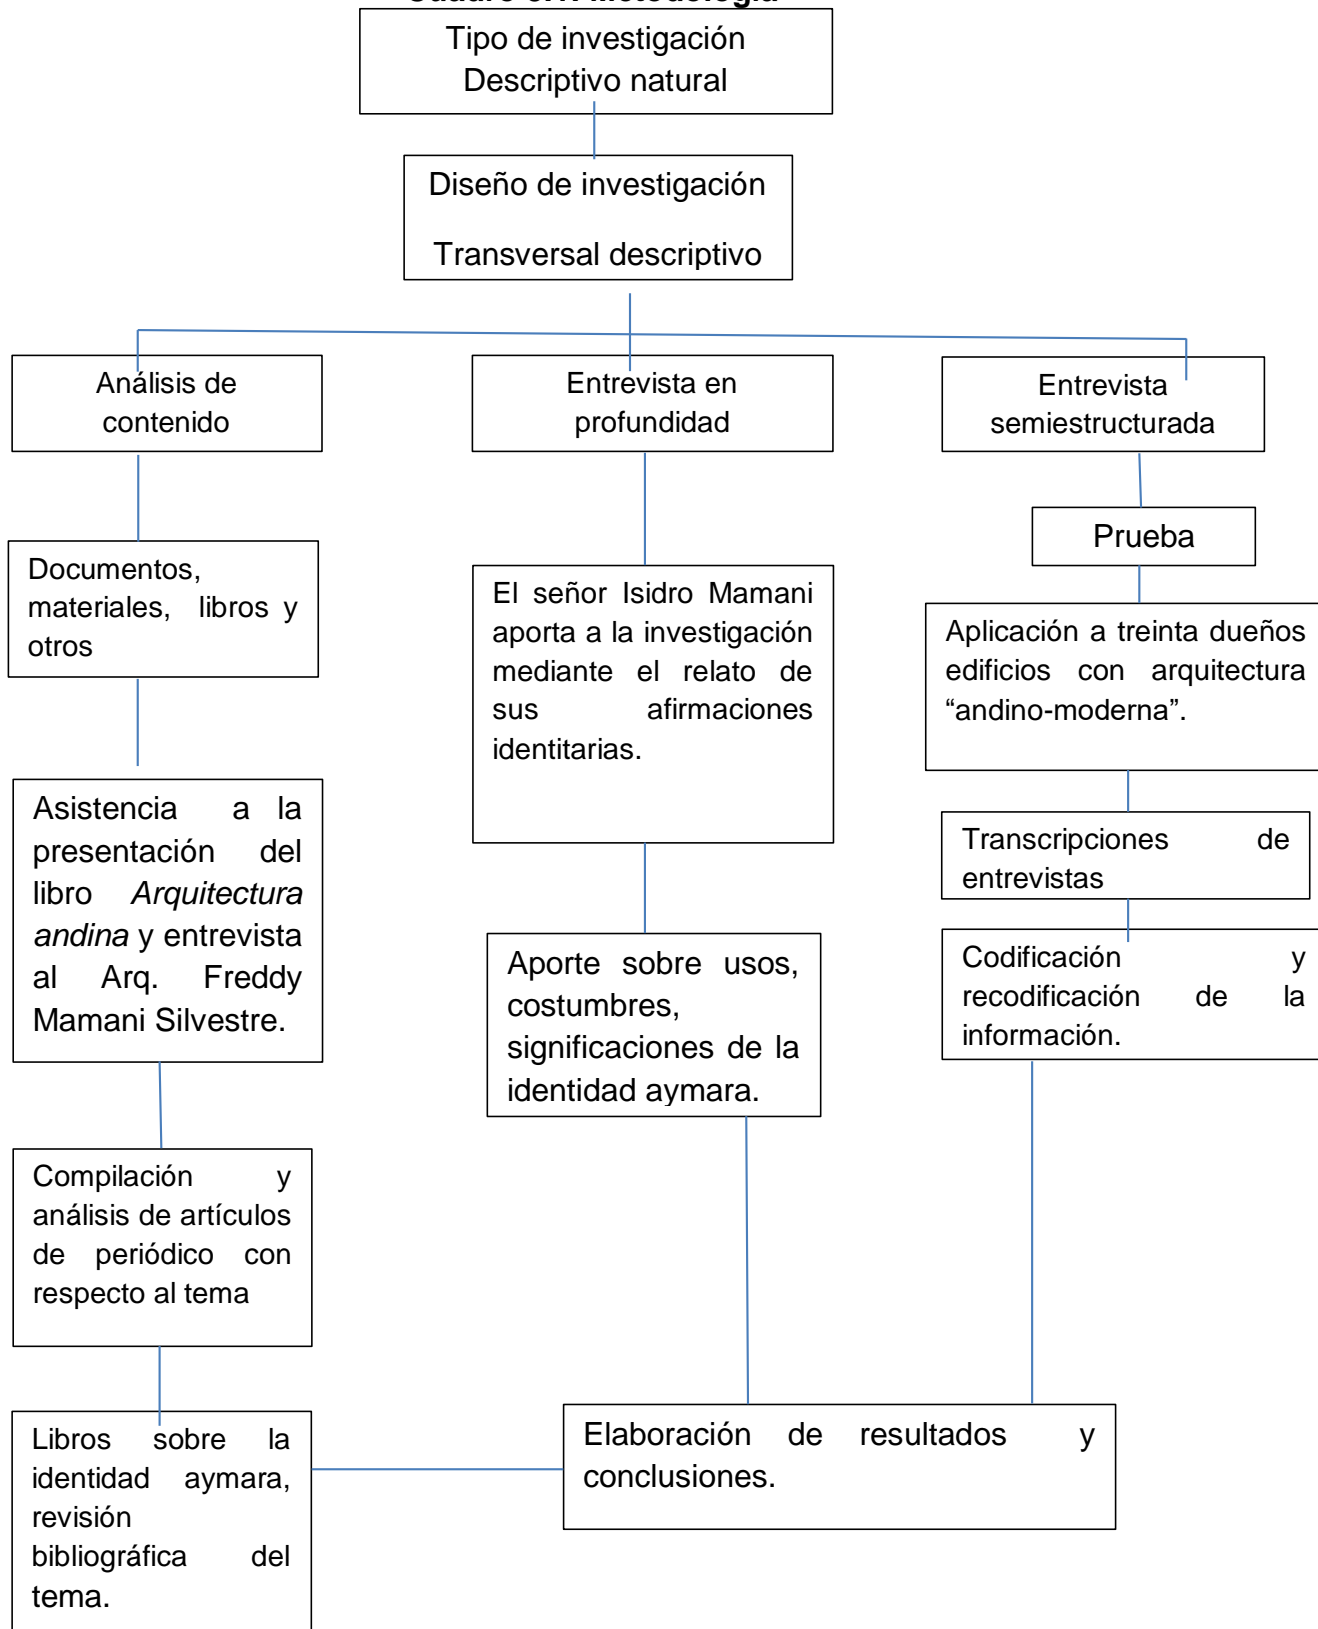 Tipo de investigación
Descriptivo natural
Diseño de investigación
Transversal descriptivo
Análisis de
contenido
Entrevista en
profundidad
Entrevista
semiestructurada
Documentos,
materiales, libros y
otros
El señor Isidro Mamani
aporta a la investigación
mediante el relato de
sus afirmaciones
identitarias.
Prueba
Aplicación a treinta dueños
edificios con arquitectura
“andino-moderna”.
Asistencia a la
presentación del
libro Arquitectura
andina y entrevista
al Arq. Freddy
Mamani Silvestre.
Aporte sobre usos,
costumbres,
significaciones de la
identidad aymara.
Transcripciones de
entrevistas
Codificación y
recodificación de la
información.
Compilación y
análisis de artículos
de periódico con
respecto al tema
Libros sobre la
identidad aymara,
revisión
bibliográfica del
tema.
Elaboración de resultados y
conclusiones.